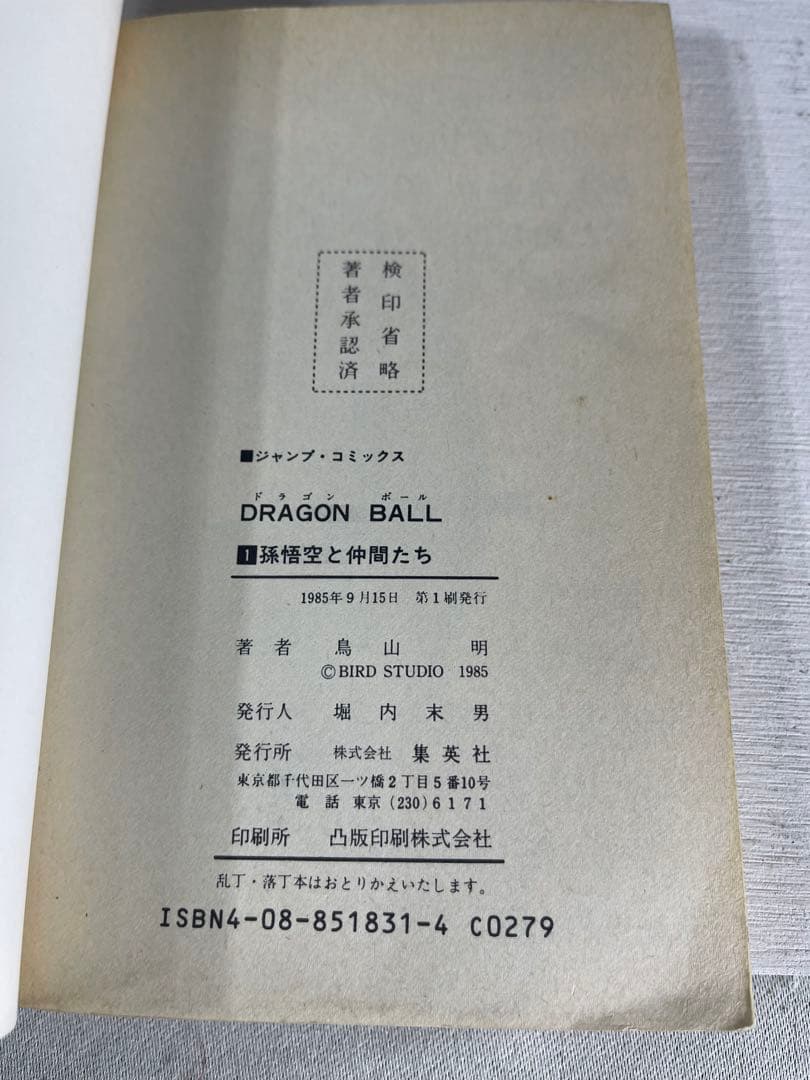 検印省略
著者承認済
■ジャンプ・コミックス
ドラゴン ボール
DRAGON BALL
1 孫悟空と仲間たち
1985年9月15日 第1刷発行
著者 鳥山 明
©BIRD STUDIO 1985
発行人 堀内末男
発行所 株式会社 集英社
東京都千代田区一ツ橋2丁目5番10号
電話 東京(230)6171
印刷所 凸版印刷株式会社
乱丁・落丁本はおとりかえいたします。
ISBN4-08-851831-4 C0279